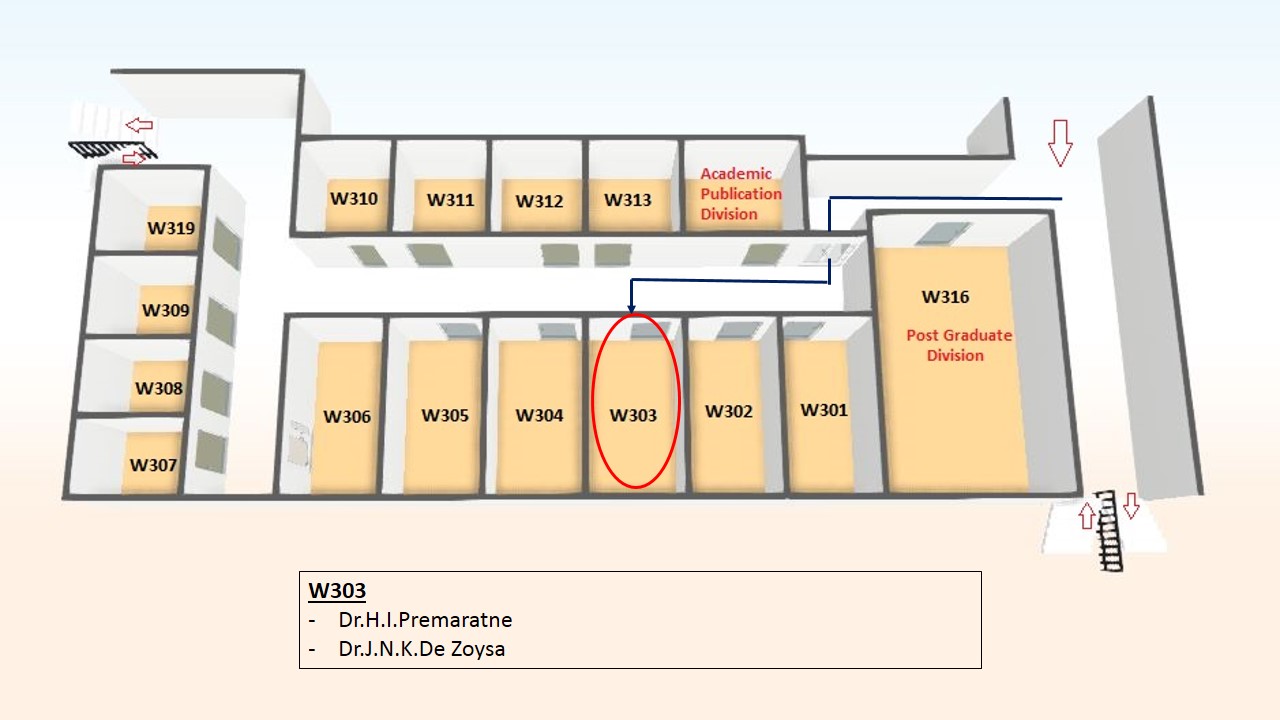 W310
W311
W312
W313
Academic
Publication
Division
W319
W309
W308
W307
W316
Post Graduate
Division
W306
W305
W304
W303
W302
W301
W303
- Dr.H.I.Premaratne
- Dr.J.N.K.De Zoysa